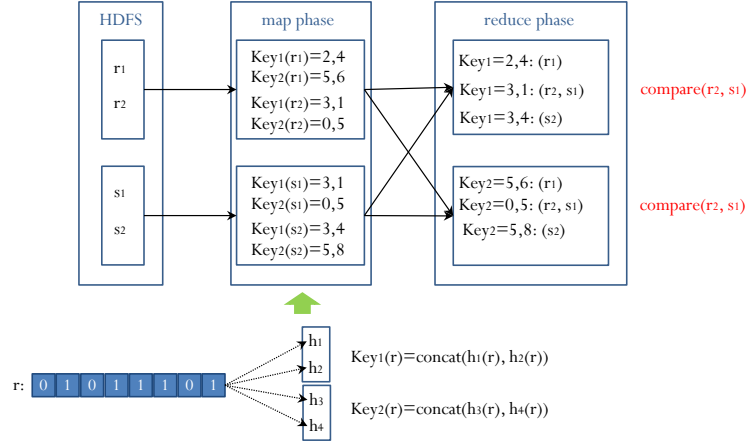 HDFS
map phase
reduce phase
r1
r2
Key1(r1)=2,4
Key2(r1)=5,6
Key1(r2)=3,1
Key2(r2)=0,5
Key1=2,4: (r1)
Key1=3,1: (r2, s1)
Key1=3,4: (s2)
compare(r2, s1)
s1
s2
Key1(s1)=3,1
Key2(s1)=0,5
Key1(s2)=3,4
Key2(s2)=5,8
Key2=5,6: (r1)
Key2=0,5: (r2, s1)
Key2=5,8: (s2)
compare(r2, s1)
r: 0 1 0 1 1 1 0 1
h1
h2
Key1(r)=concat(h1(r), h2(r))
h3
h4
Key2(r)=concat(h3(r), h4(r))